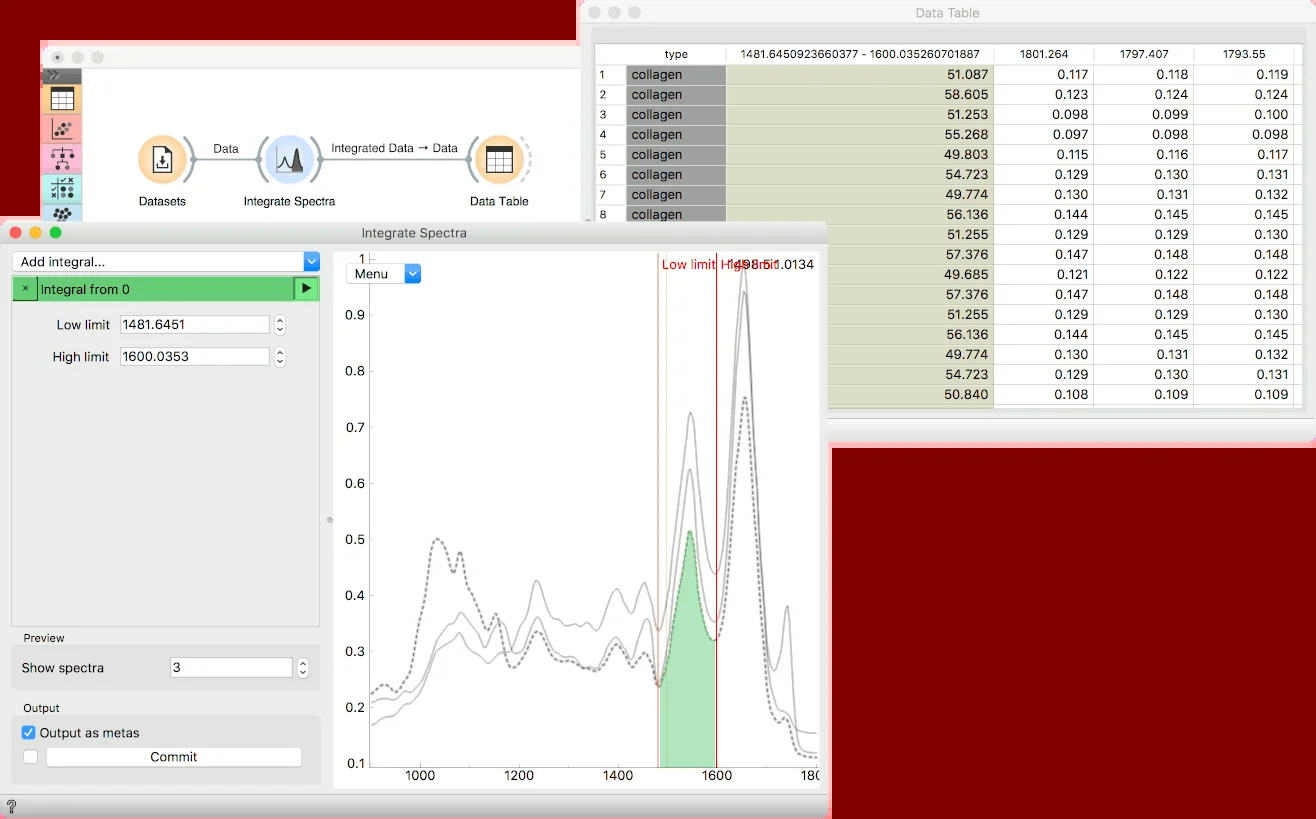 Data Table
type 1481.6450923660377 - 1600.035260701887 1801.264 1797.407 1793.55
1 collagen 51.087 0.117 0.118 0.119
2 collagen 58.605 0.123 0.124 0.124
3 collagen 51.253 0.098 0.099 0.100
4 collagen 55.268 0.097 0.098 0.098
5 collagen 49.803 0.115 0.116 0.117
6 collagen 54.723 0.129 0.130 0.131
7 collagen 49.774 0.130 0.131 0.132
8 collagen 56.136 0.144 0.145 0.145
51.255 0.129 0.129 0.130
57.376 0.147 0.148 0.148
49.685 0.121 0.122 0.122
57.376 0.147 0.148 0.148
51.255 0.129 0.129 0.130
56.136 0.144 0.145 0.145
49.774 0.130 0.131 0.132
54.723 0.129 0.130 0.131
50.840 0.108 0.109 0.109
Data
Integrated Data → Data
Datasets
Integrate Spectra
Data Table
Integrate Spectra
Add integral...
× Integral from 0
Low limit 1481.6451
High limit 1600.0353
Preview
Show spectra 3
Output
Output as metas
Commit
?
Menu
Low limit High limit
1.0134
1
0.9
0.8
0.7
0.6
0.5
0.4
0.3
0.2
0.1
1000 1200 1400 1600 180